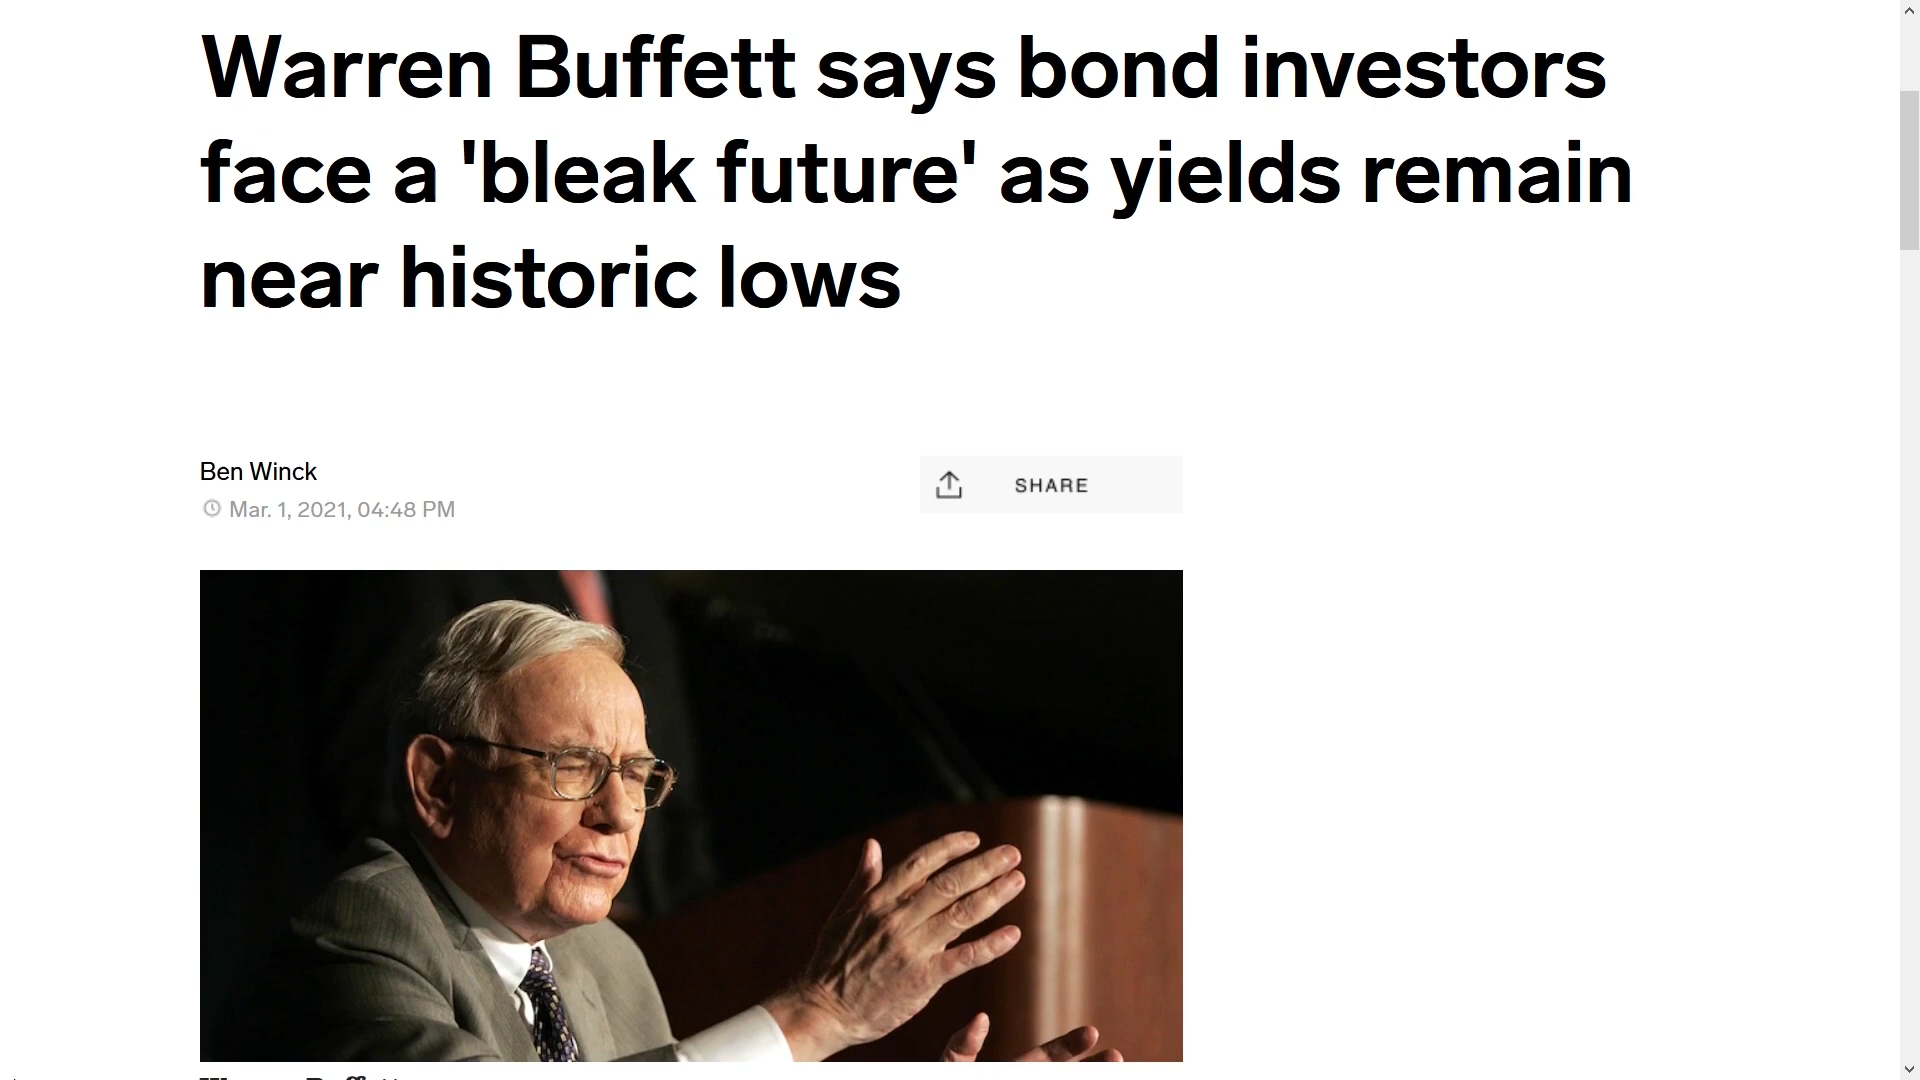 Warren Buffett says bond investors
face a 'bleak future' as yields remain
near historic lows
Ben Winck
Mar. 1, 2021, 04:48 PM
SHARE